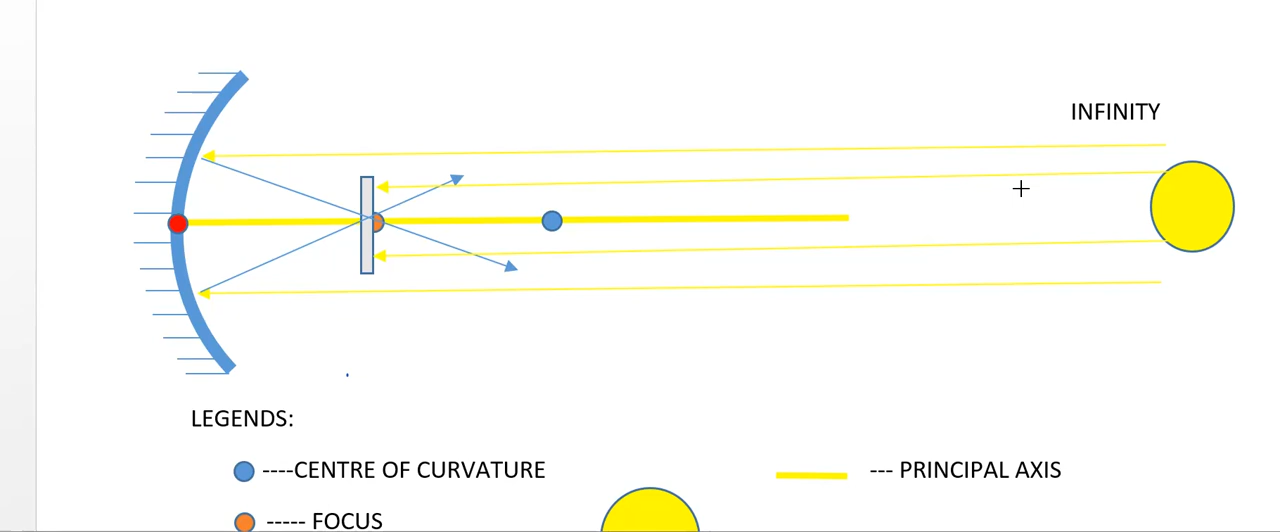 INFINITY
LEGENDS:
----CENTRE OF CURVATURE
--- PRINCIPAL AXIS
----- FOCUS